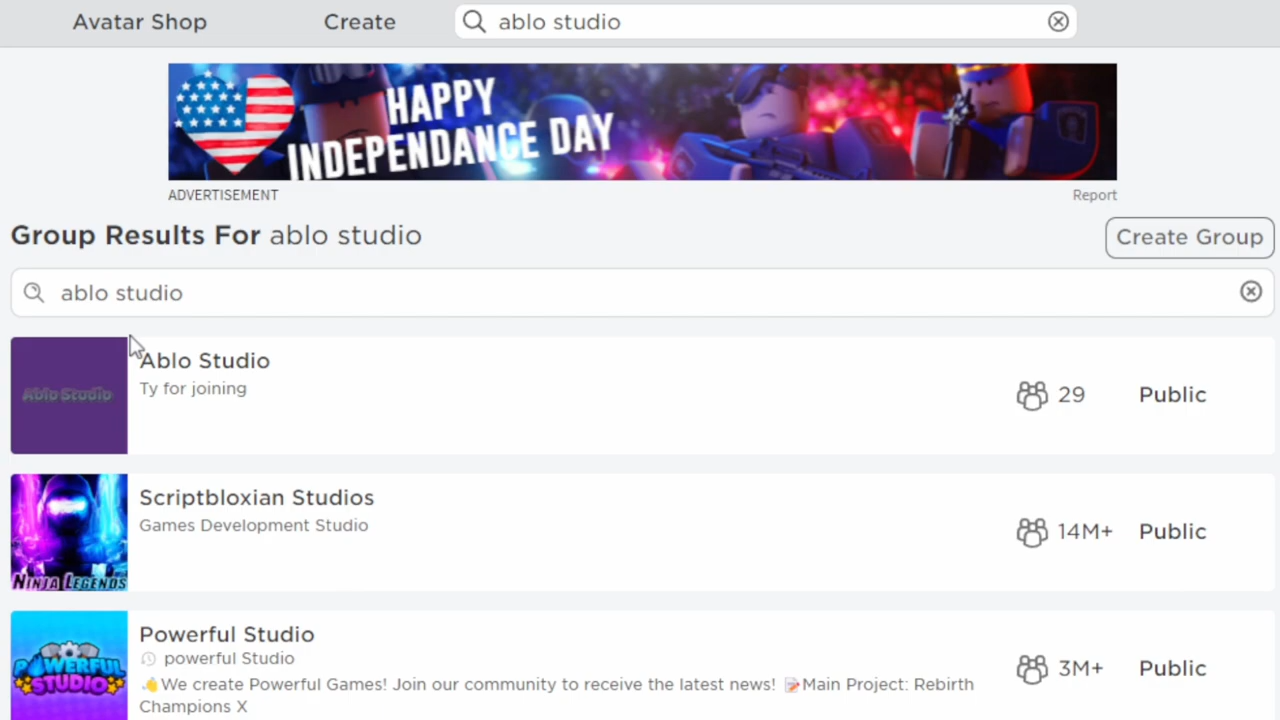 Avatar Shop
Create
ablo studio
HAPPY
INDEPENDANCE DAY
ADVERTISEMENT
Report
Group Results For ablo studio
Create Group
ablo studio
Ablo Studio
Ablo Studio
Ty for joining
29
Public
NINJA LEGENDS
Scriptbloxian Studios
Games Development Studio
14M+
Public
POWERFUL
STUDIO
Powerful Studio
powerful Studio
👋We create Powerful Games! Join our community to receive the latest news! 📝Main Project: Rebirth
Champions X
3M+
Public